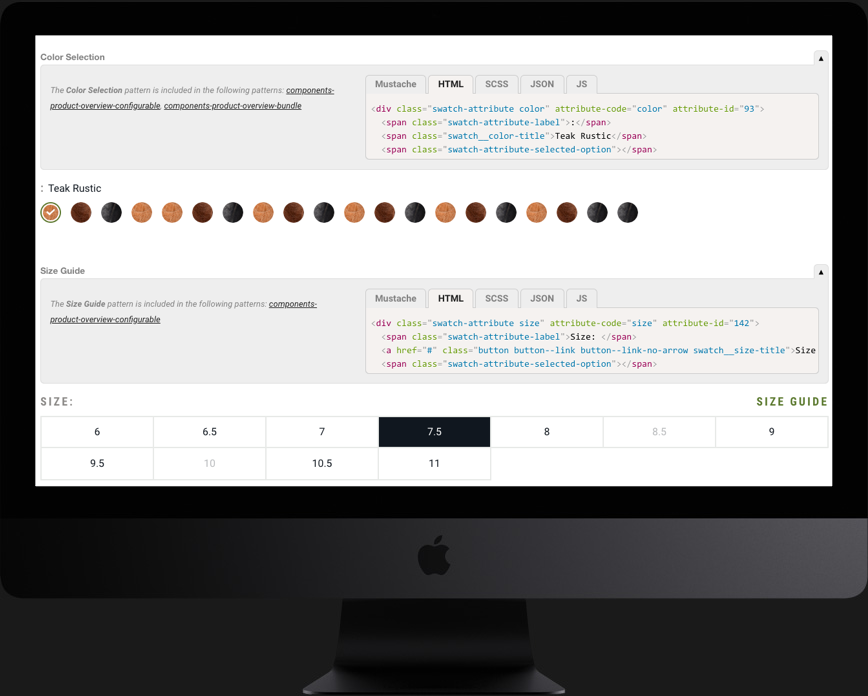 Color Selection
▲
The Color Selection pattern is included in the following patterns: components-
product-overview-configurable, components-product-overview-bundle
Mustache HTML SCSS JSON JS
<div class="swatch-attribute color" attribute-code="color" attribute-id="93">
<span class="swatch-attribute-label">:</span>
<span class="swatch__color-title">Teak Rustic</span>
<span class="swatch-attribute-selected-option"></span>
: Teak Rustic
Size Guide
▲
The Size Guide pattern is included in the following patterns: components-
product-overview-configurable
Mustache HTML SCSS JSON JS
<div class="swatch-attribute size" attribute-code="size" attribute-id="142">
<span class="swatch-attribute-label">Size: </span>
<a href="#" class="button button--link button--link-no-arrow swatch__size-title">Size
<span class="swatch-attribute-selected-option"></span>
SIZE: SIZE GUIDE
6 6.5 7 7.5 8 8.5 9
9.5 10 10.5 11